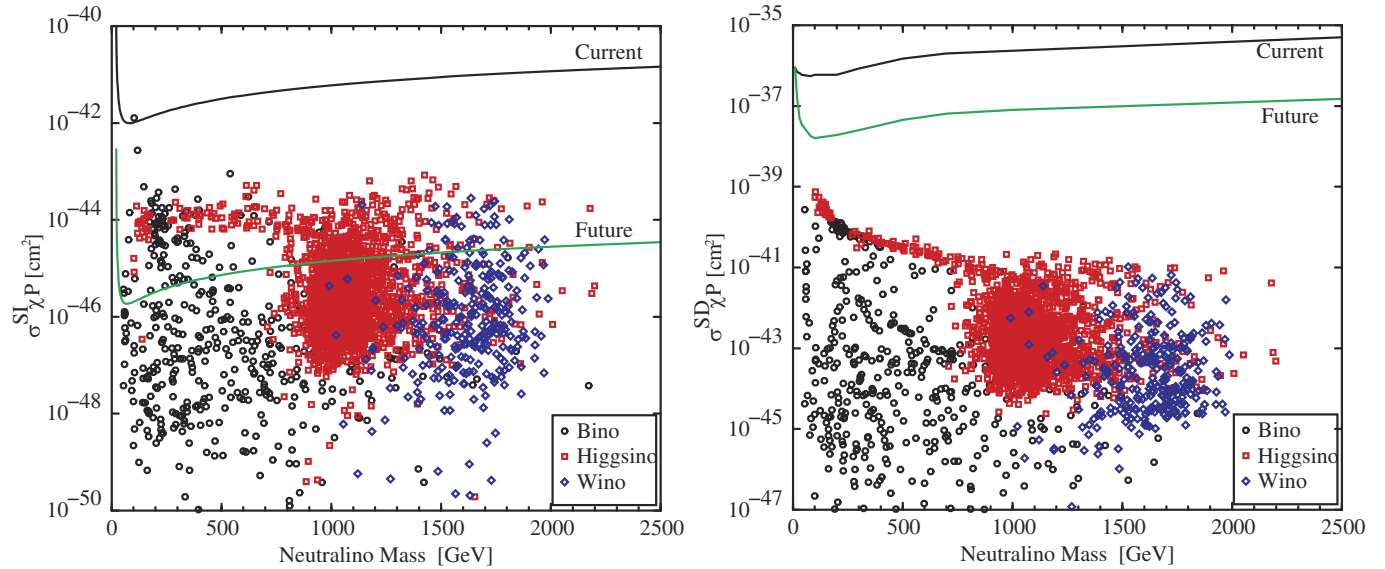 10−40
10−42
10−44
10−46
10−48
10−50
σSIχP [cm2]
Current
Future
Bino
Higgsino
Wino
0 500 1000 1500 2000 2500
Neutralino Mass [GeV]
10−35
10−37
10−39
10−41
10−43
10−45
10−47
σSDχP [cm2]
Current
Future
Bino
Higgsino
Wino
0 500 1000 1500 2000 2500
Neutralino Mass [GeV]